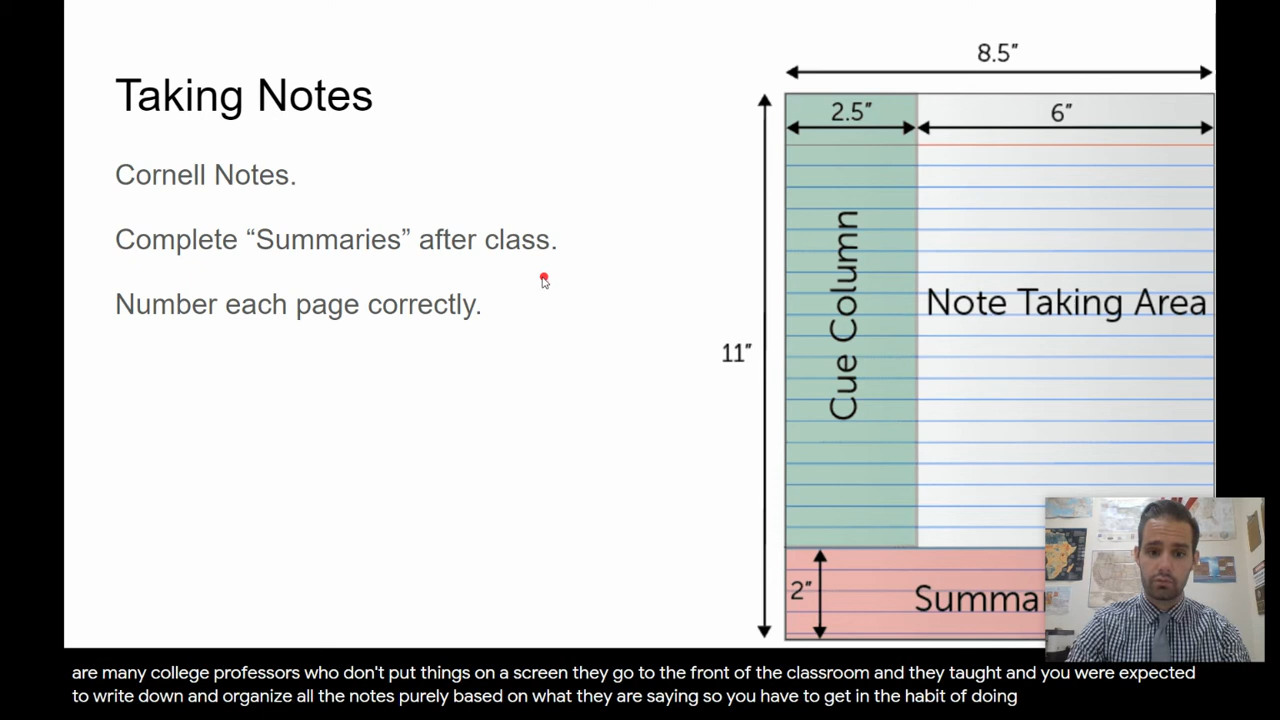 Taking Notes
Cornell Notes.
Complete “Summaries” after class.
Number each page correctly.
8.5”
2.5”
6”
11”
Cue Column
Note Taking Area
2”
Summa
are many college professors who don't put things on a screen they go to the front of the classroom and they taught and you were expected
to write down and organize all the notes purely based on what they are saying so you have to get in the habit of doing